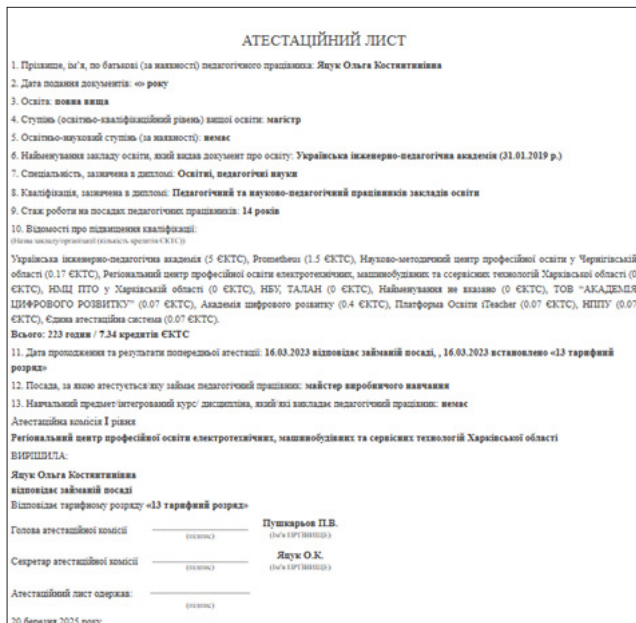 АТЕСТАЦІЙНИЙ ЛИСТ
1. Прізвище, ім'я, по батькові (за наявності) педагогічного працівника: Яцук Ольга Костянтинівна
2. Дата подання документів: «» року
3. Освіта: повна вища
4. Ступінь (освітньо-кваліфікаційний рівень) вищої освіти: магістр
5. Освітньо-науковий ступінь (за наявності): немає
6. Найменування закладу освіти, який видав документ про освіту: Українська інженерно-педагогічна академія (31.01.2019 р.)
7. Спеціальність, зазначена в дипломі: Освітні, педагогічні науки
8. Кваліфікація, зазначена в дипломі: Педагогічний та науково-педагогічний працівників закладів освіти
9. Стаж роботи на посадах педагогічних працівників: 14 років
10. Відомості про підвищення кваліфікації:
(Назва закладу/організації (кількість кредитів ЄКТС))
Українська інженерно-педагогічна академія (5 ЄКТС), Prometheus (1.5 ЄКТС), Науково-методичний центр професійної освіти у Чернігівській
області (0.17 ЄКТС), Регіональний центр професійної освіти електротехнічних, машинобудівних та ссервісних технологій Харківської області (0
ЄКТС), НМЦ ПТО у Харківській області (0 ЄКТС), НБУ, ТАЛАН (0 ЄКТС), Найменування не вказано (0 ЄКТС), ТОВ "АКАДЕМІЯ
ЦИФРОВОГО РОЗВИТКУ" (0.07 ЄКТС), Академія цифрового розвитку (0.4 ЄКТС), Платформа Освіти iTeacher (0.07 ЄКТС), НППУ (0.07
ЄКТС), Єдина атестаційна система (0.07 ЄКТС).
Всього: 223 годин / 7.34 кредитів ЄКТС
11. Дата проходження та результати попередньої атестації: 16.03.2023 відповідає займаній посаді, , 16.03.2023 встановлено «13 тарифний
розряд»
12. Посада, за якою атестується/яку займає педагогічний працівник: майстер виробничого навчання
13. Навчальний предмет/інтегрований курс/ дисципліна, який/які викладає педагогічний працівник: немає
Атестаційна комісія I рівня
Регіональний центр професійної освіти електротехнічних, машинобудівних та сервісних технологій Харківської області
ВИРІШИЛА:
Яцук Ольга Костянтинівна
відповідає займаній посаді
Відповідає тарифному розряду «13 тарифний розряд»
Голова атестаційної комісії Пушкарьов П.В.
(підпис) (Ім'я ПРІЗВИЩЕ)
Секретар атестаційної комісії Яцук О.К.
(підпис) (Ім'я ПРІЗВИЩЕ)
Атестаційний лист одержав:
(підпис)
20 березня 2025 року